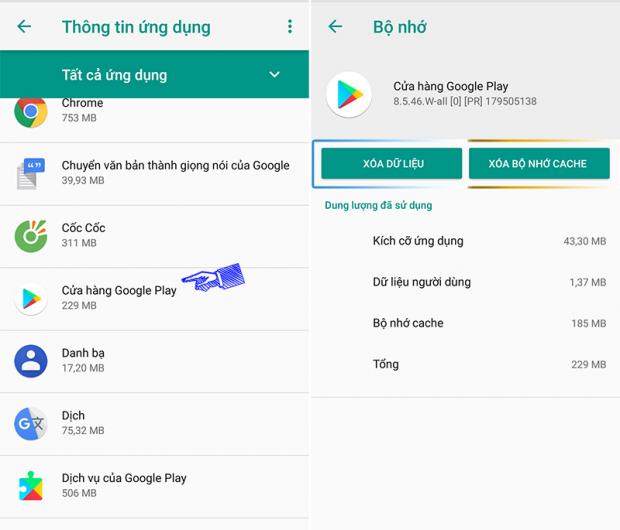 Thông tin ứng dụng
Tất cả ứng dụng
Chrome
753 MB
Chuyển văn bản thành giọng nói của Google
39,93 MB
Cốc Cốc
311 MB
Cửa hàng Google Play
229 MB
Danh bạ
17,20 MB
Dịch
75,32 MB
Dịch vụ của Google Play
506 MB
Bộ nhớ
Cửa hàng Google Play
8.5.46.W-all [0] [PR] 179505138
XÓA DỮ LIỆU
XÓA BỘ NHỚ CACHE
Dung lượng đã sử dụng
Kích cỡ ứng dụng 43,30 MB
Dữ liệu người dùng 1,37 MB
Bộ nhớ cache 185 MB
Tổng 229 MB